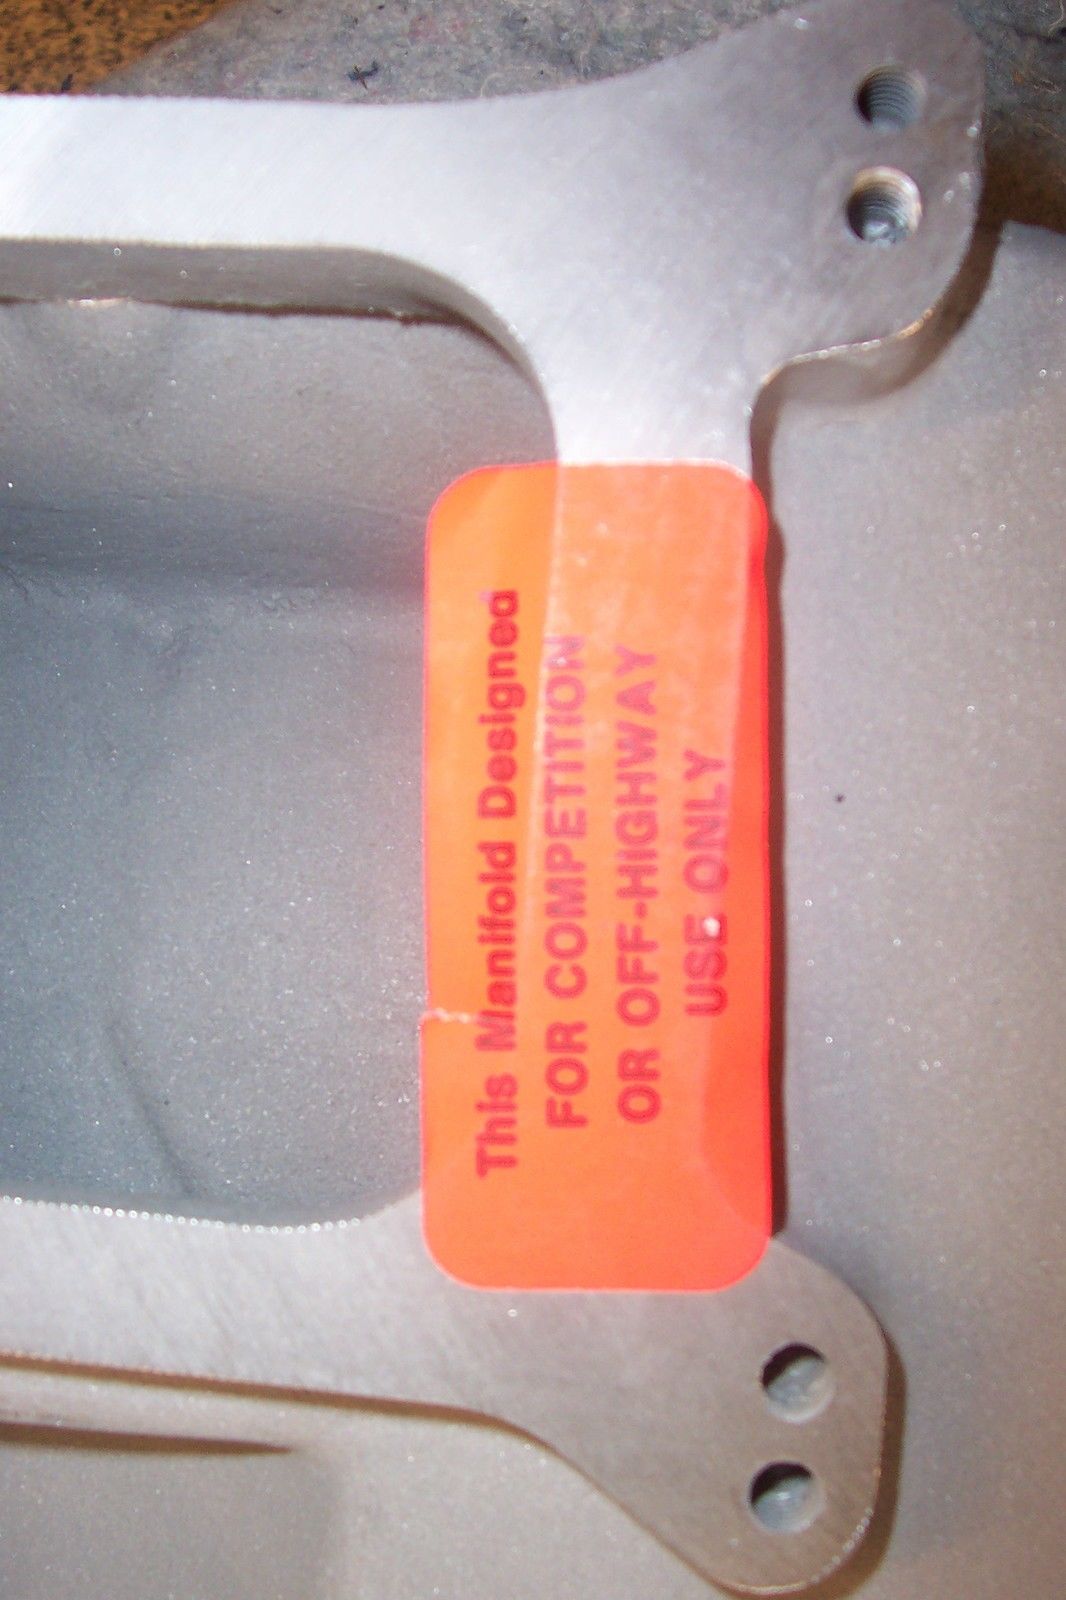 This Manifold Designed
FOR COMPETITION
OR OFF-HIGHWAY
USE ONLY